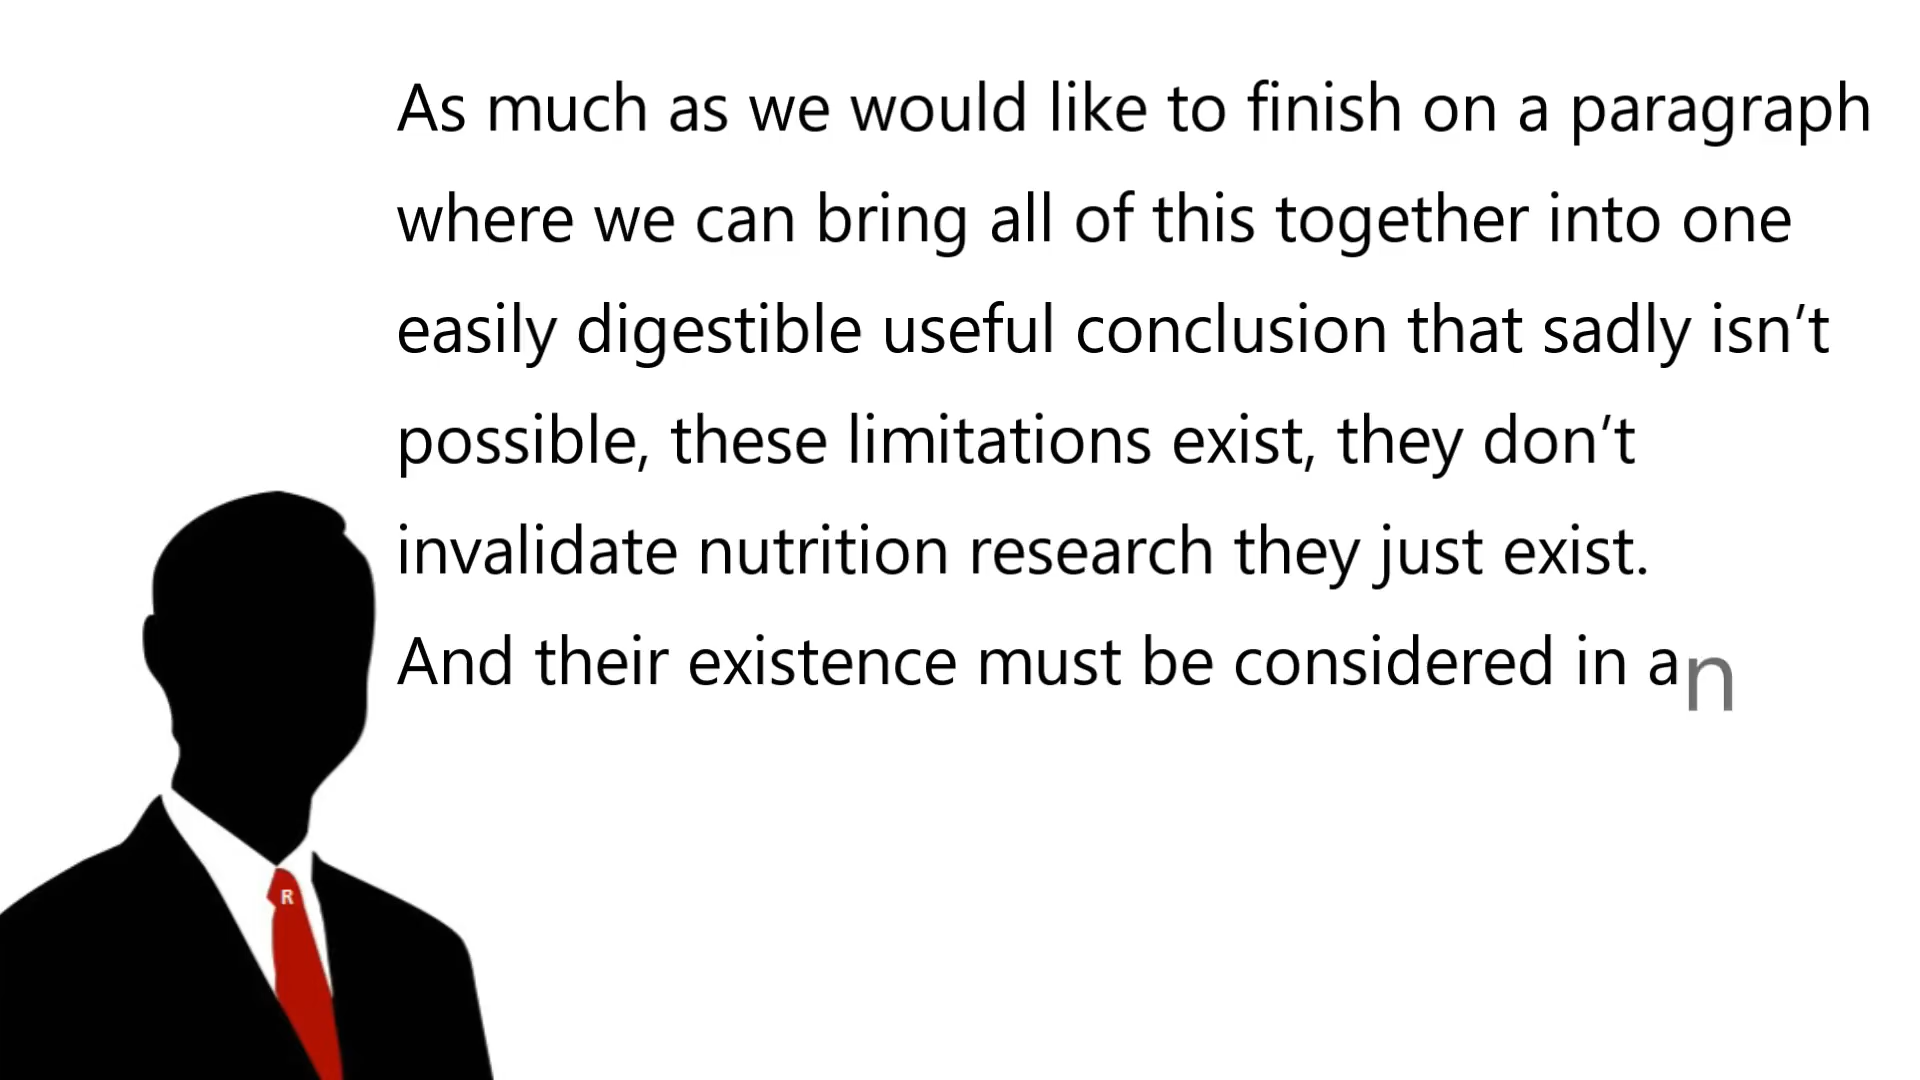 As much as we would like to finish on a paragraph
where we can bring all of this together into one
easily digestible useful conclusion that sadly isn’t
possible, these limitations exist, they don’t
invalidate nutrition research they just exist.
And their existence must be considered in an
R